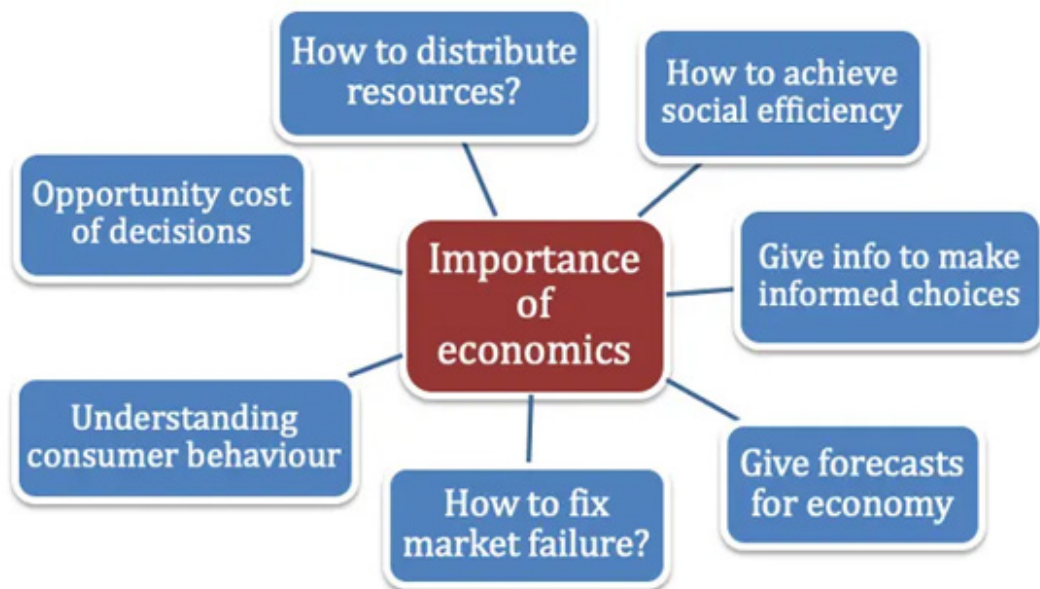 How to distribute
resources?
How to achieve
social efficiency
Opportunity cost
of decisions
Importance
of
economics
Give info to make
informed choices
Understanding
consumer behaviour
How to fix
market failure?
Give forecasts
for economy